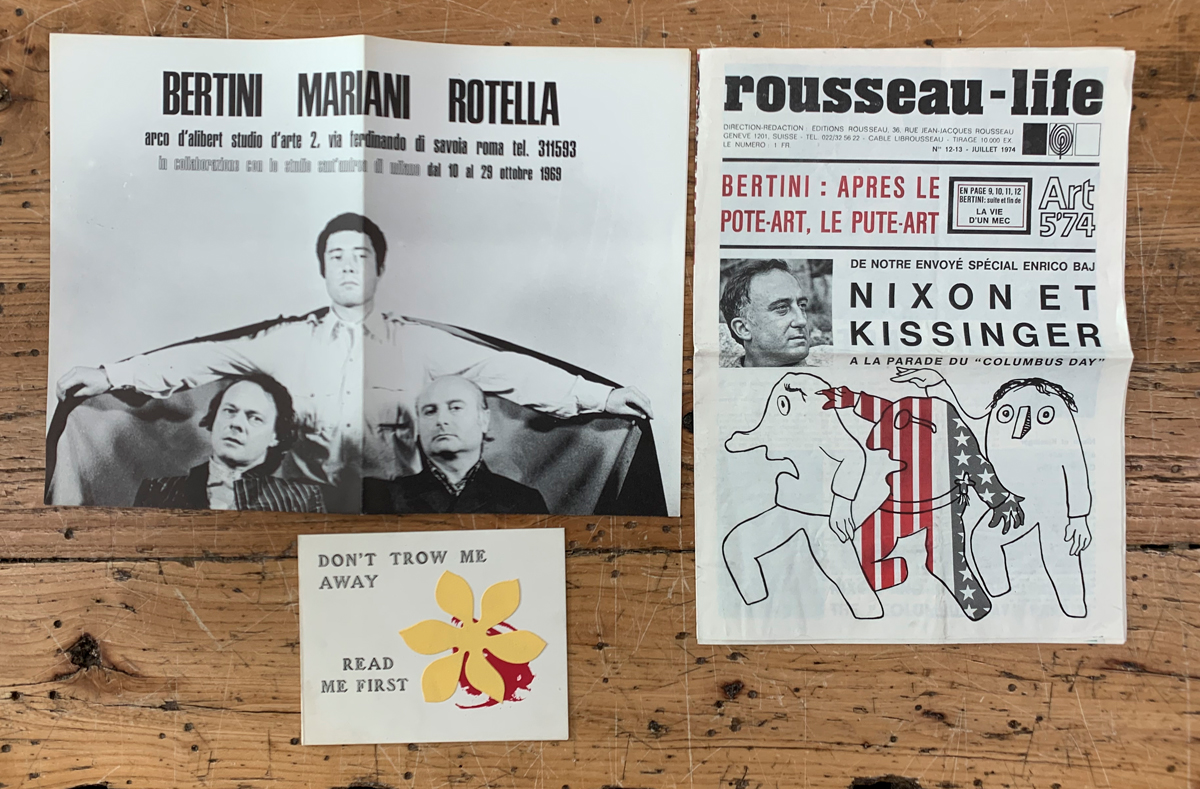 BERTINI MARIANI ROTELLA
arco d'alibert studio d'arte 2, via ferdinando di savoia roma tel. 311593
in collaborazione con lo studio sant'andrea di milano dal 10 al 29 ottobre 1969
rousseau-life
DIRECTION-REDACTION : EDITIONS ROUSSEAU, 36, RUE JEAN-JACQUES ROUSSEAU
GENEVE 1201, SUISSE - TEL. 022/32 56 22 - CABLE LIBROUSSEAU - TIRAGE 10.000 EX.
LE NUMERO : 1 FR
N° 12-13 - JUILLET 1974
BERTINI : APRES LE
POTE-ART, LE PUTE-ART
EN PAGE 9, 10, 11, 12
BERTINI: suite et fin de
LA VIE
D'UN MEC
Art
5'74
DE NOTRE ENVOYÉ SPÉCIAL ENRICO BAJ
NIXON ET
KISSINGER
A LA PARADE DU "COLUMBUS DAY"
DON'T TROW ME
AWAY
READ
ME FIRST